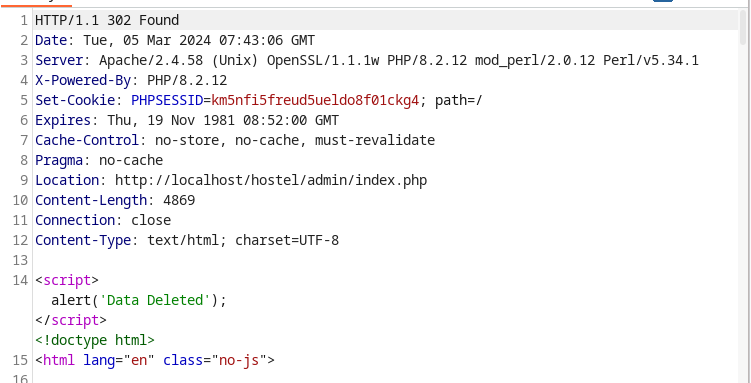 1 HTTP/1.1 302 Found
2 Date: Tue, 05 Mar 2024 07:43:06 GMT
3 Server: Apache/2.4.58 (Unix) OpenSSL/1.1.1w PHP/8.2.12 mod_perl/2.0.12 Perl/v5.34.1
4 X-Powered-By: PHP/8.2.12
5 Set-Cookie: PHPSESSID=km5nfi5freud5ueldo8f01ckg4; path=/
6 Expires: Thu, 19 Nov 1981 08:52:00 GMT
7 Cache-Control: no-store, no-cache, must-revalidate
8 Pragma: no-cache
9 Location: http://localhost/hostel/admin/index.php
10 Content-Length: 4869
11 Connection: close
12 Content-Type: text/html; charset=UTF-8
13
14 <script>
alert('Data Deleted');
</script>
<!doctype html>
15 <html lang="en" class="no-js">
16